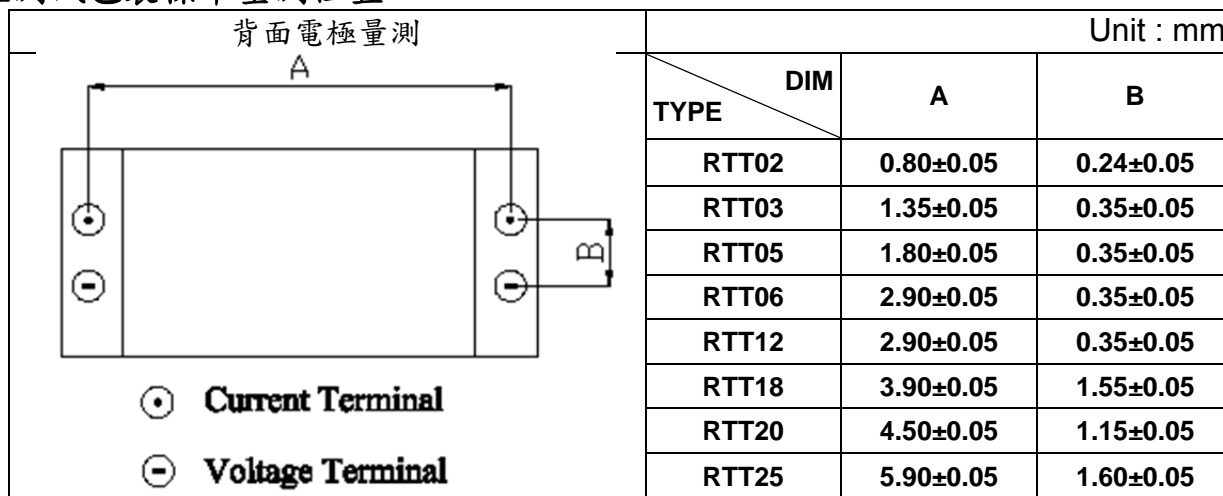 背面電極量測
Unit : mm
A
B
Current Terminal
Voltage Terminal
DIM
TYPE A B
RTT02 0.80±0.05 0.24±0.05
RTT03 1.35±0.05 0.35±0.05
RTT05 1.80±0.05 0.35±0.05
RTT06 2.90±0.05 0.35±0.05
RTT12 2.90±0.05 0.35±0.05
RTT18 3.90±0.05 1.55±0.05
RTT20 4.50±0.05 1.15±0.05
RTT25 5.90±0.05 1.60±0.05